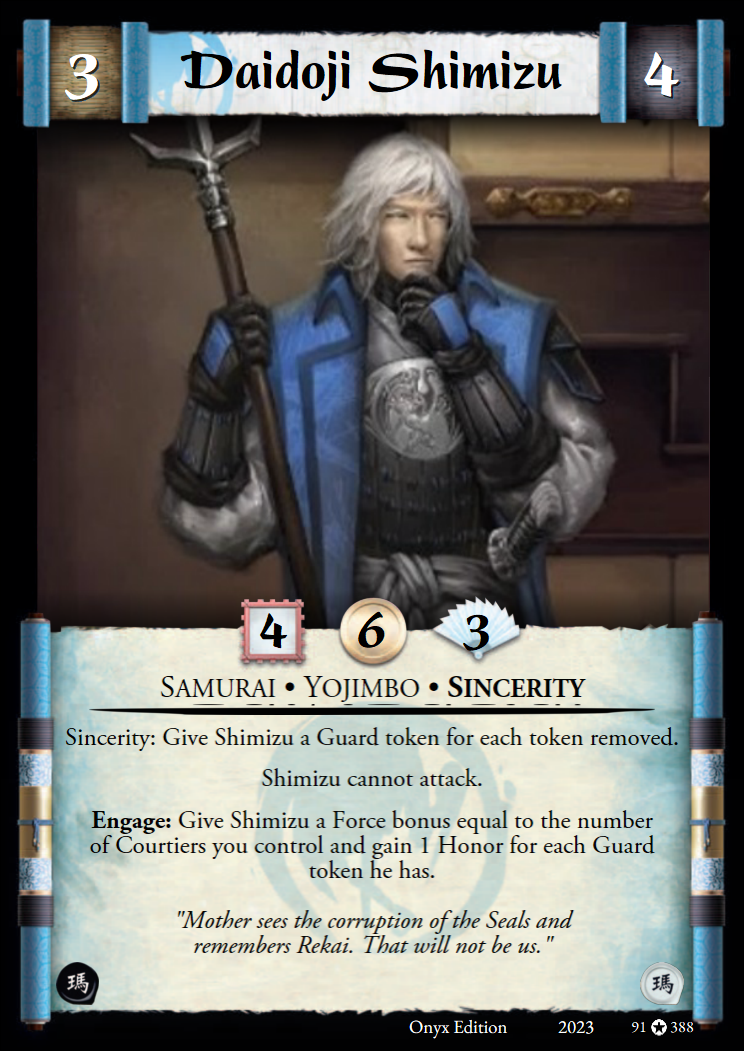 3 Daidoji Shimizu 4
4 6 3
Samurai • Yojimbo • Sincerity
Sincerity: Give Shimizu a Guard token for each token removed.
Shimizu cannot attack.
Engage: Give Shimizu a Force bonus equal to the number
of Courtiers you control and gain 1 Honor for each Guard
token he has.
"Mother sees the corruption of the Seals and
remembers Rekai. That will not be us."
瑪 瑪
Onyx Edition 2023 91 388